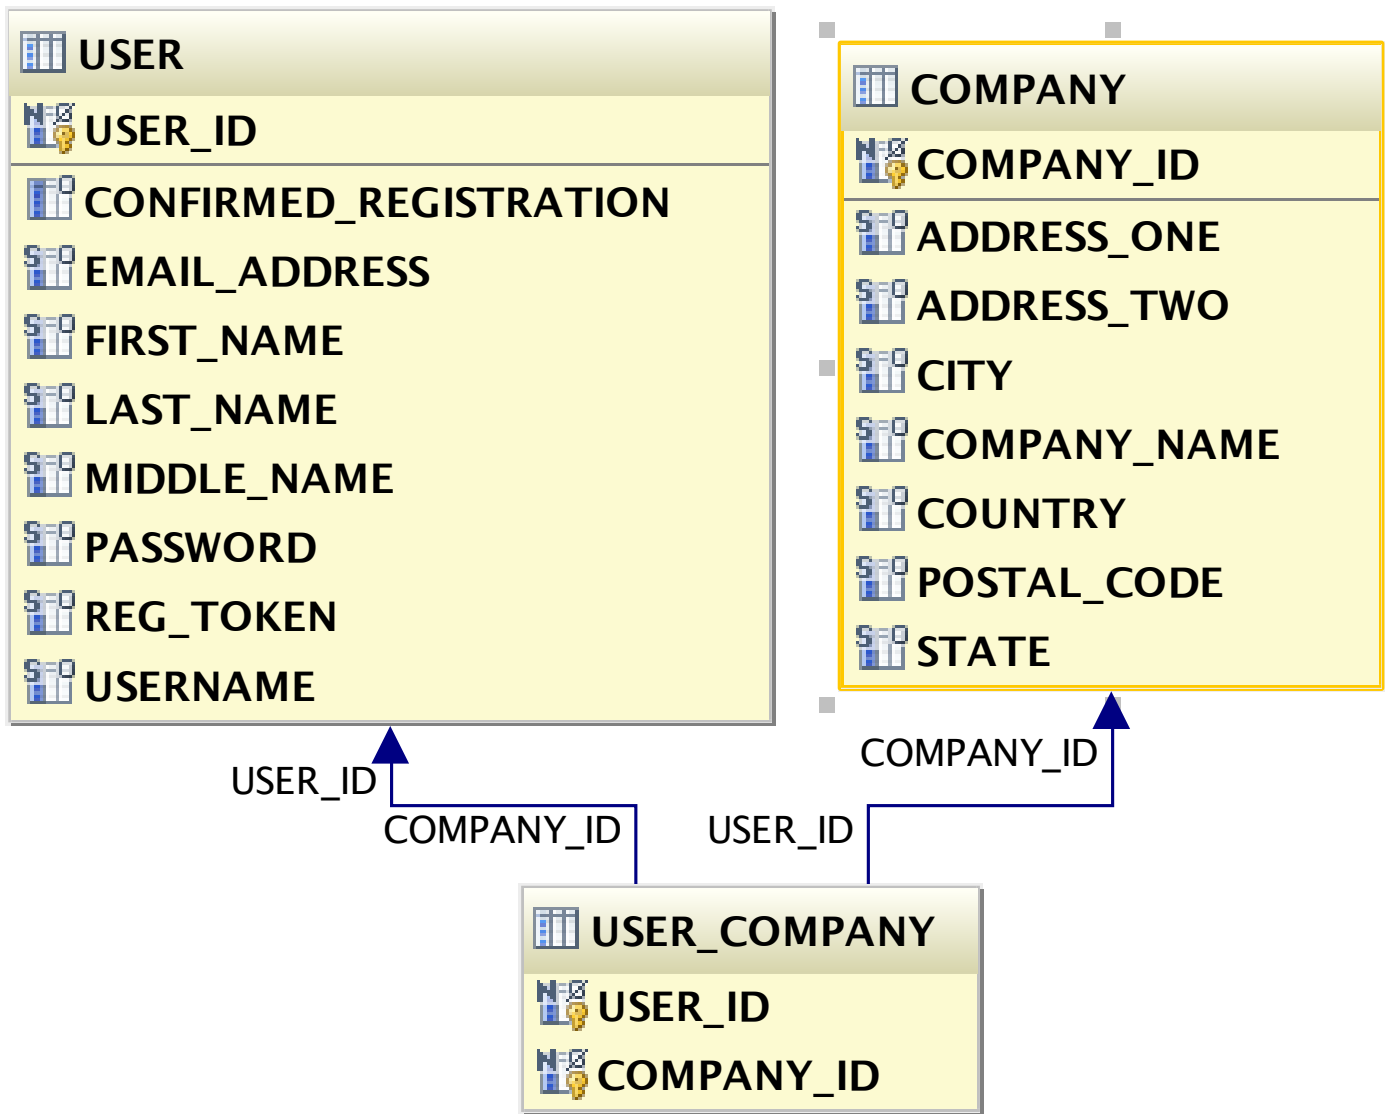 USER
USER_ID
CONFIRMED_REGISTRATION
EMAIL_ADDRESS
FIRST_NAME
LAST_NAME
MIDDLE_NAME
PASSWORD
REG_TOKEN
USERNAME
COMPANY
COMPANY_ID
ADDRESS_ONE
ADDRESS_TWO
CITY
COMPANY_NAME
COUNTRY
POSTAL_CODE
STATE
USER_ID
COMPANY_ID
COMPANY_ID
USER_ID
USER_COMPANY
USER_ID
COMPANY_ID